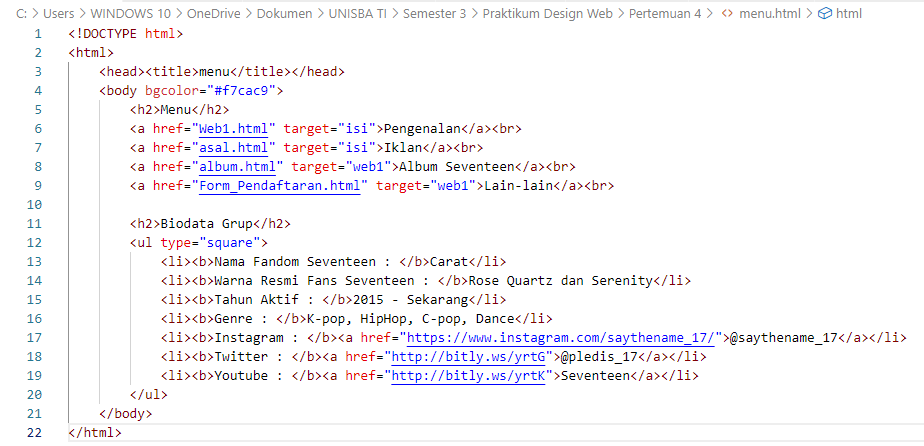 C: > Users > WINDOWS 10 > OneDrive > Dokumen > UNISBA TI > Semester 3 > Praktikum Design Web > Pertemuan 4 > <> menu.html > html
1 <!DOCTYPE html>
2 <html>
3 <head><title>menu</title></head>
4 <body bgcolor="#f7cac9">
5 <h2>Menu</h2>
6 <a href="Web1.html" target="isi">Pengenalan</a><br>
7 <a href="asal.html" target="isi">Iklan</a><br>
8 <a href="album.html" target="web1">Album Seventeen</a><br>
9 <a href="Form_Pendaftaran.html" target="web1">Lain-lain</a><br>
10
11 <h2>Biodata Grup</h2>
12 <ul type="square">
13 <li><b>Nama Fandom Seventeen : </b>Carat</li>
14 <li><b>Warna Resmi Fans Seventeen : </b>Rose Quartz dan Serenity</li>
15 <li><b>Tahun Aktif : </b>2015 - Sekarang</li>
16 <li><b>Genre : </b>K-pop, HipHop, C-pop, Dance</li>
17 <li><b>Instagram : </b><a href="https://www.instagram.com/saythename_17/">@saythename_17</a></li>
18 <li><b>Twitter : </b><a href="http://bitly.ws/yrtG">@pledis_17</a></li>
19 <li><b>Youtube : </b><a href="http://bitly.ws/yrtK">Seventeen</a></li>
20 </ul>
21 </body>
22 </html>